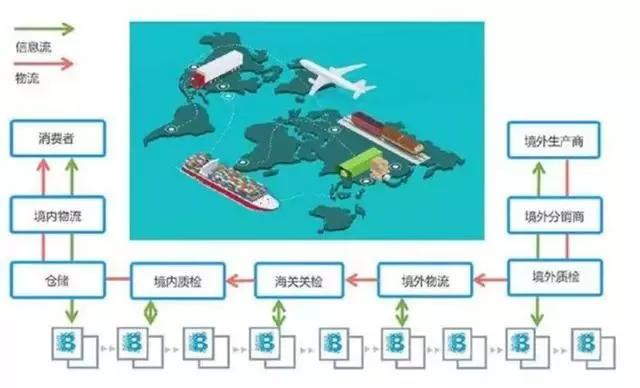 信息流
物流
消费者
境外生产商
境内物流
境外分销商
仓储
境内质检
海关关检
境外物流
境外质检